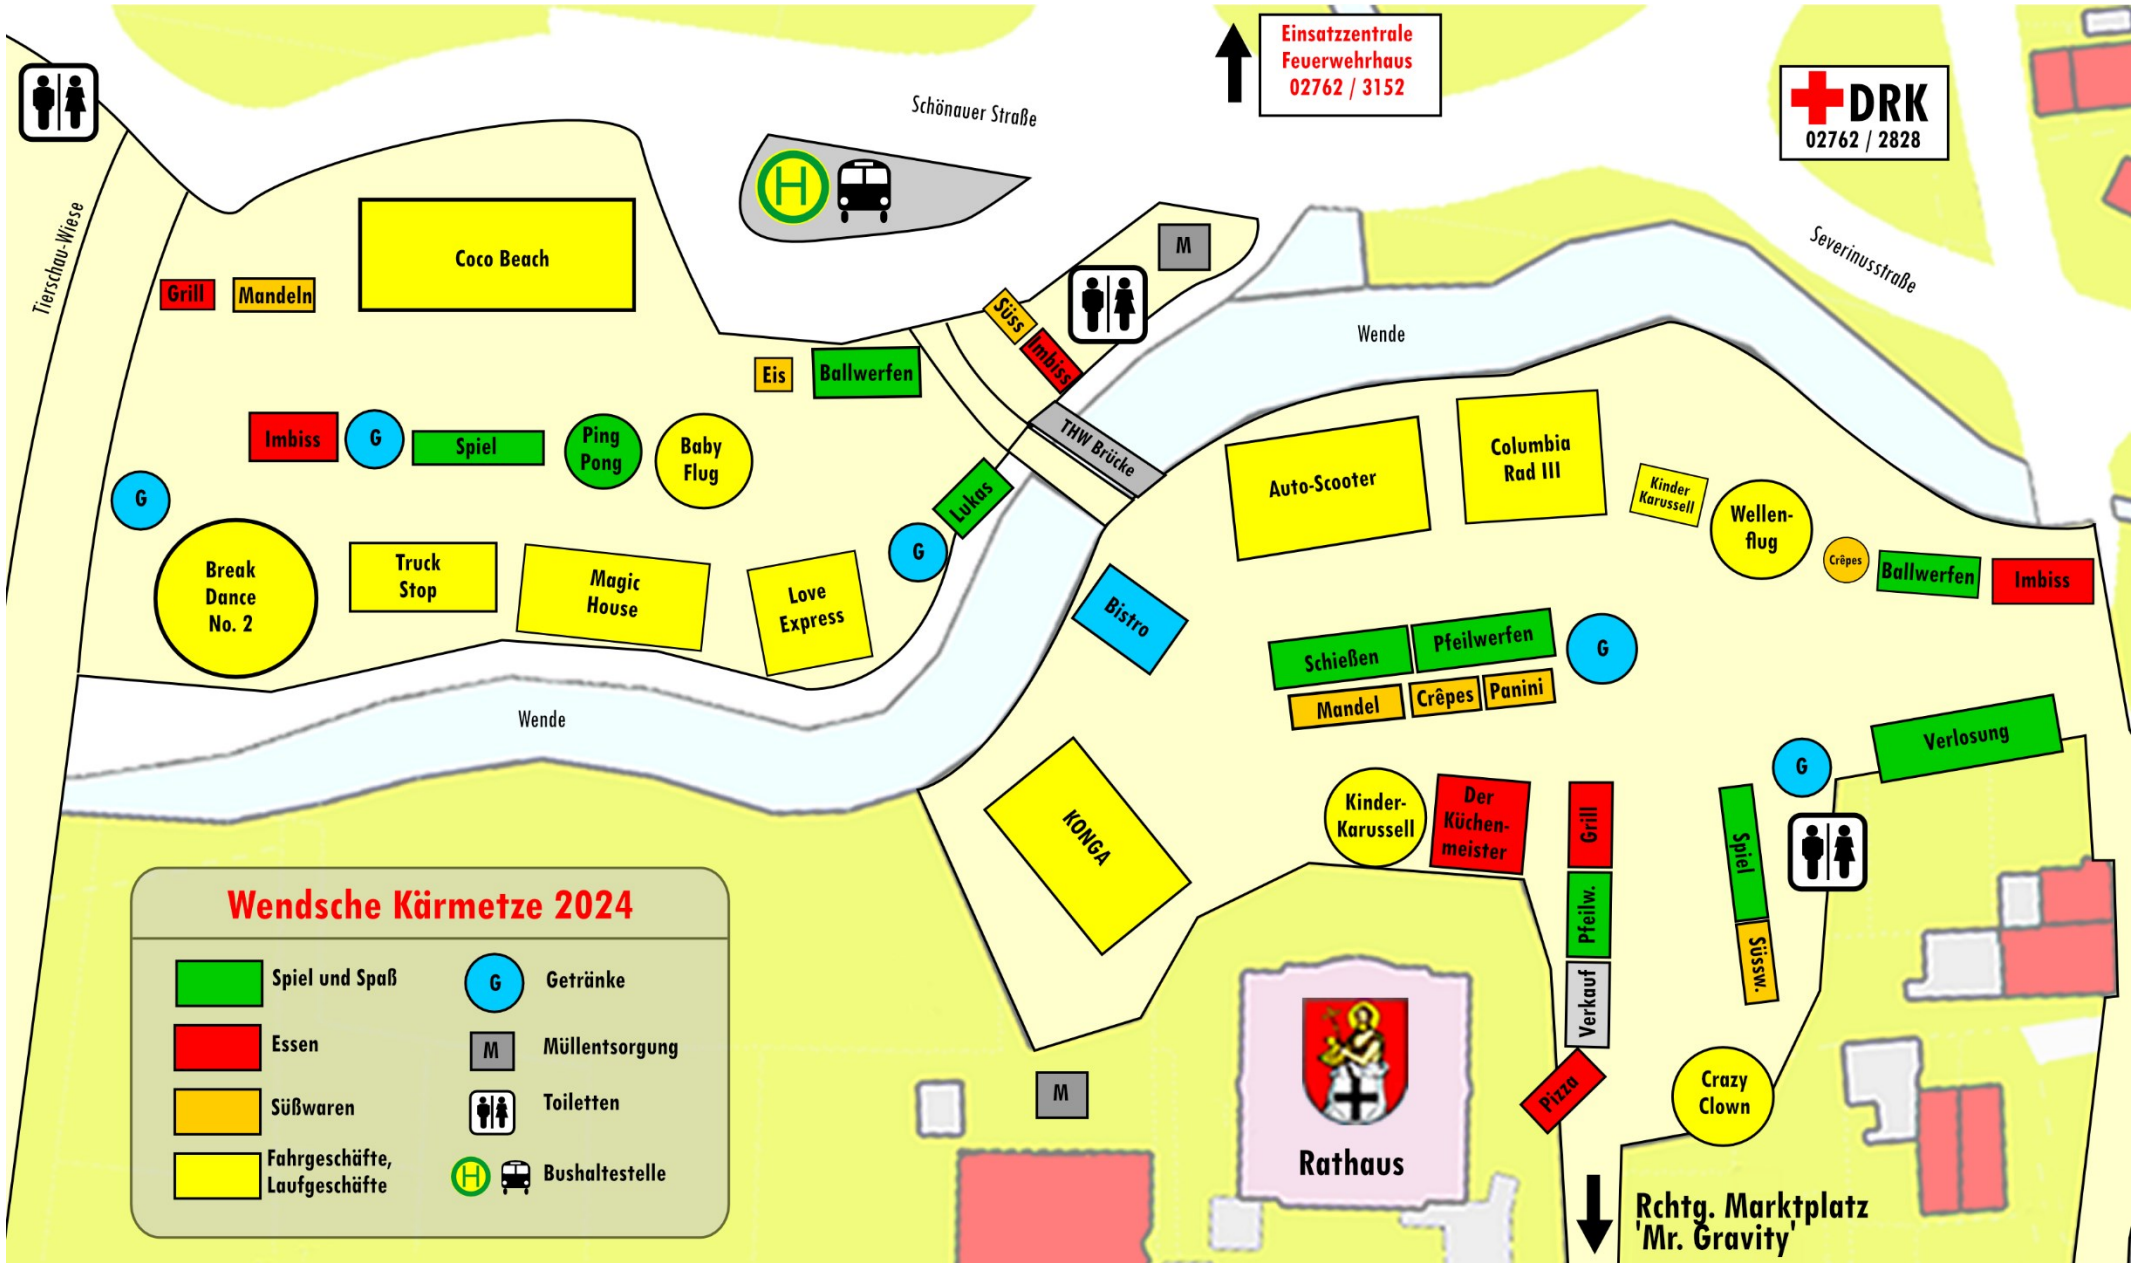 Einsatzzentrale
Feuerwehrhaus
02762 / 3152
DRK
02762 / 2828
Schönauer Straße
Severinusstraße
Tierschau-Wiese
H
M
Coco Beach
Grill
Mandeln
Süss
Imbiss
Wende
Eis
Ballwerfen
THW Brücke
Imbiss
G
Spiel
Ping
Pong
Baby
Flug
G
Lukas
G
Auto-Scooter
Columbia
Rad III
Kinder
Karussell
Wellen-
flug
Crêpes
Ballwerfen
Imbiss
Break
Dance
No. 2
Truck
Stop
Magic
House
Love
Express
Bistro
Schießen
Pfeilwerfen
G
Mandel
Crêpes
Panini
Wende
Verlosung
G
KONGA
Kinder-
Karussell
Der
Küchen-
meister
Grill
Pfeilw.
Verkauf
Pizza
Spiel
Süssw.
Crazy
Clown
M
Rathaus
Rchtg. Marktplatz
'Mr. Gravity'
Wendsche Kärmetze 2024
Spiel und Spaß
Essen
Süßwaren
Fahrgeschäfte,
Laufgeschäfte
G
Getränke
M
Müllentsorgung
Toiletten
H
Bushaltestelle